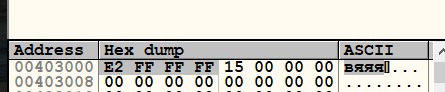 Address Hex dump ASCII
00403000 E2 FF FF FF 15 00 00 00 вяяя▯...
00403008 00 00 00 00 00 00 00 00 ........